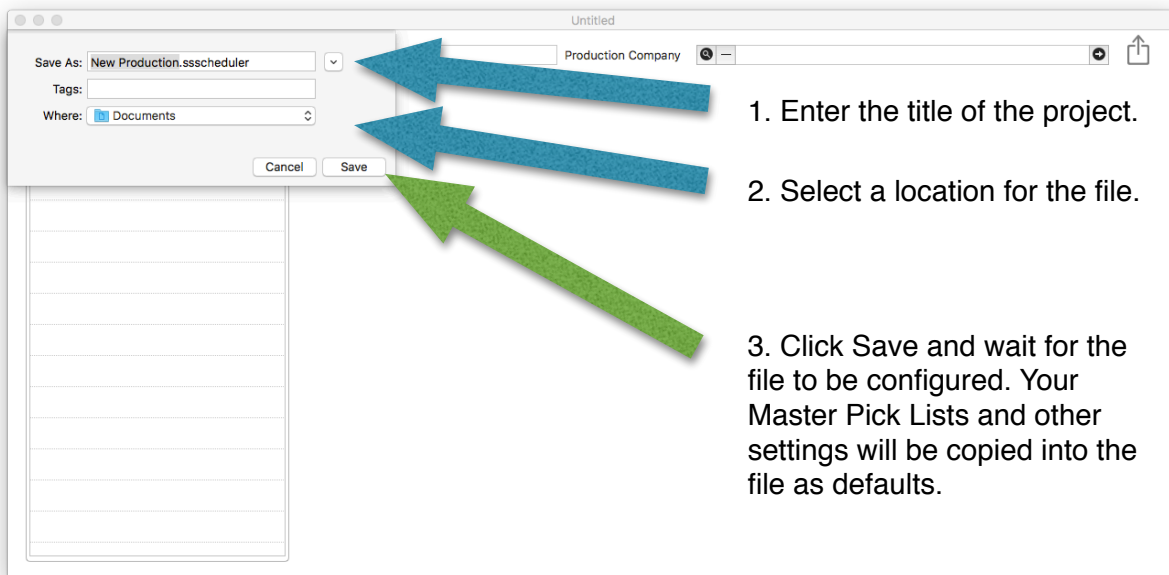 Untitled
Save As: New Production.ssscheduler
Production Company
Tags:
Where: Documents
Cancel Save
1. Enter the title of the project.
2. Select a location for the file.
3. Click Save and wait for the
file to be configured. Your
Master Pick Lists and other
settings will be copied into the
file as defaults.